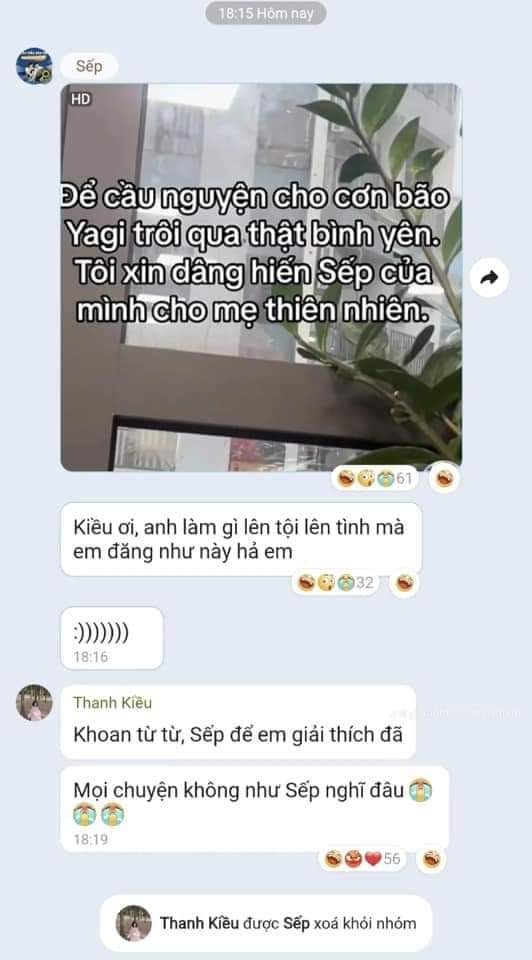 18:15 Hôm nay
Sếp
HD
Để cầu nguyện cho cơn bão
Yagi trôi qua thật bình yên.
Tôi xin dâng hiến Sếp của
mình cho mẹ thiên nhiên.
61
Kiều ơi, anh làm gì lên tội lên tình mà
em đăng như này hả em
32
:)))))))
18:16
Thanh Kiều
Khoan từ từ, Sếp để em giải thích đã
Mọi chuyện không như Sếp nghĩ đâu 😭
😭😭
18:19
56
Thanh Kiều được Sếp xoá khỏi nhóm